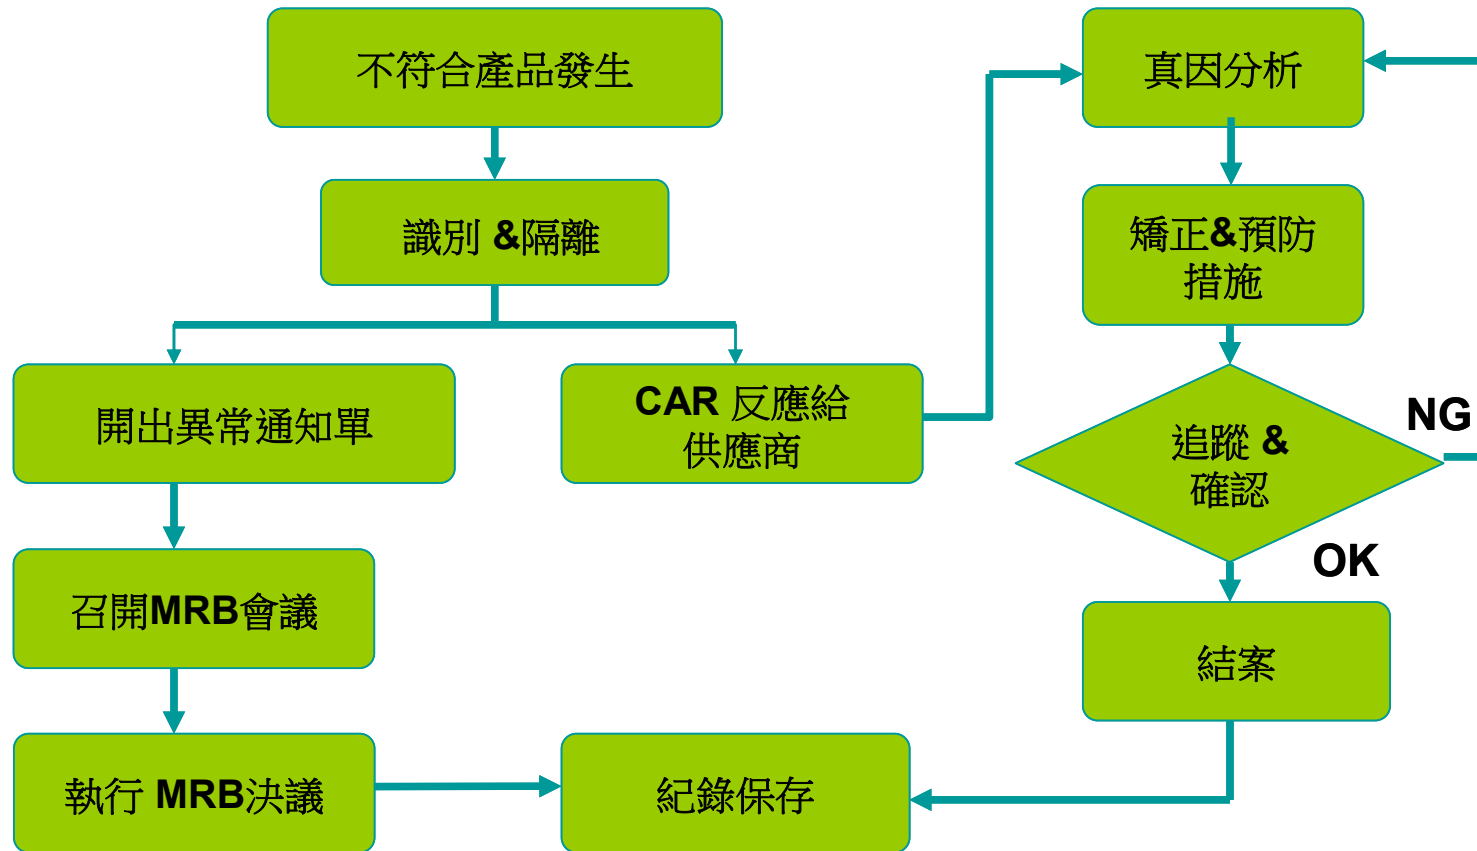 不符合產品發生
識別 &隔離
開出異常通知單
CAR 反應給
供應商
召開MRB會議
執行 MRB決議
紀錄保存
真因分析
矯正&預防
措施
追蹤 &
確認
NG
OK
結案